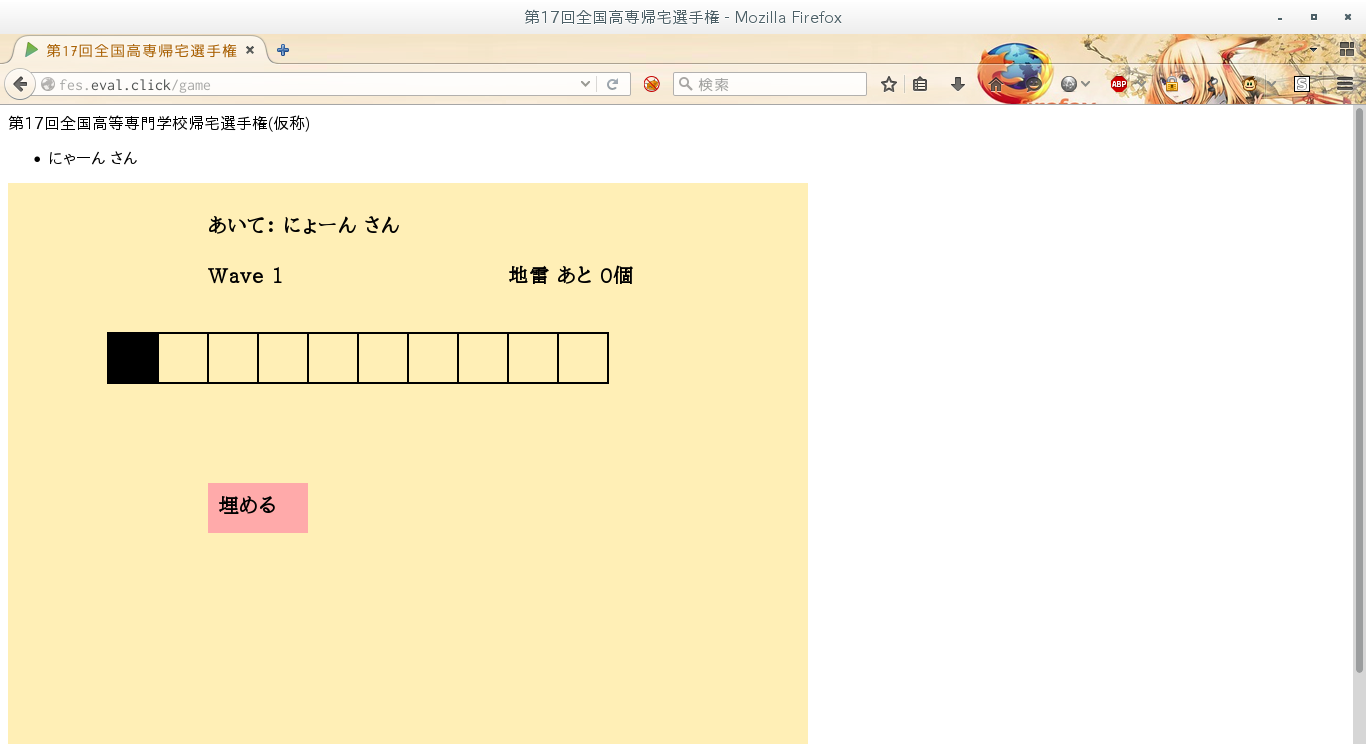 第17回全国高専帰宅選手権 - Mozilla Firefox
第17回全国高専帰宅選手権
fes.eval.click/game
検索
ABP
S
第17回全国高等専門学校帰宅選手権(仮称)
• にゃーん さん
あいて: にょーん さん
Wave 1 地雷 あと 0個
埋める